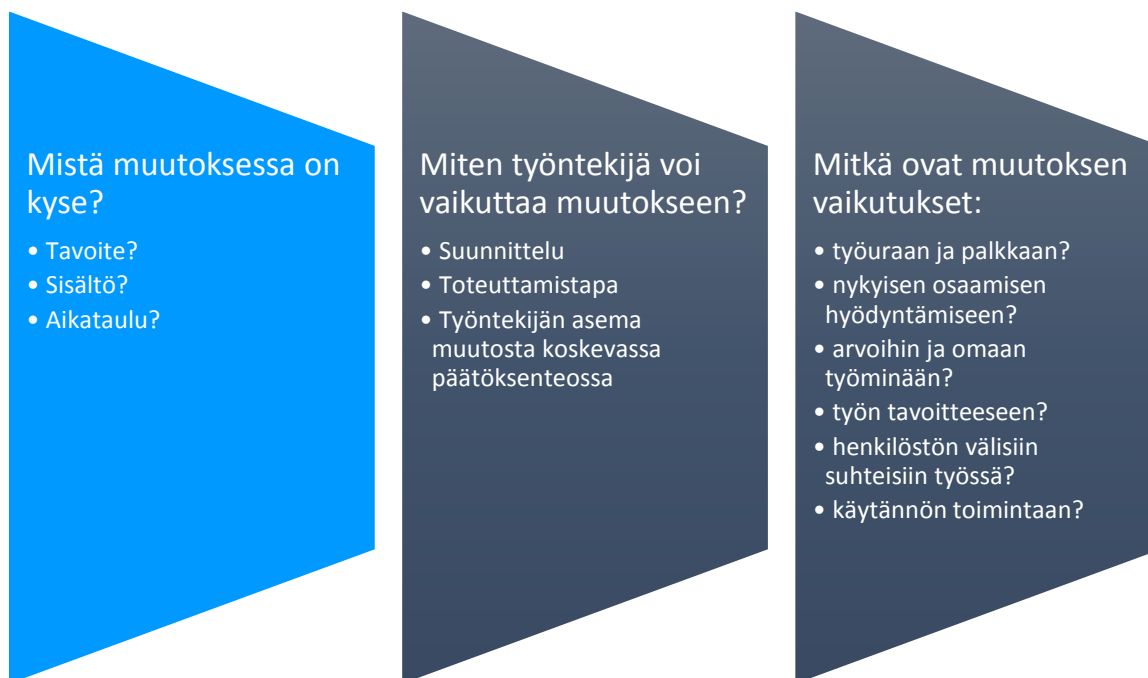 Mistä muutoksessa on
kyse?
• Tavoite?
• Sisältö?
• Aikataulu?
Miten työntekijä voi
vaikuttaa muutokseen?
• Suunnittelu
• Toteuttamistapa
• Työntekijän asema
muutosta koskevassa
päätöksenteossa
Mitkä ovat muutoksen
vaikutukset:
• työuraan ja palkkaan?
• nykyisen osaamisen
hyödyntämiseen?
• arvoihin ja omaan
työminään?
• työn tavoitteeseen?
• henkilöstön välisiin
suhteisiin työssä?
• käytännön toimintaan?